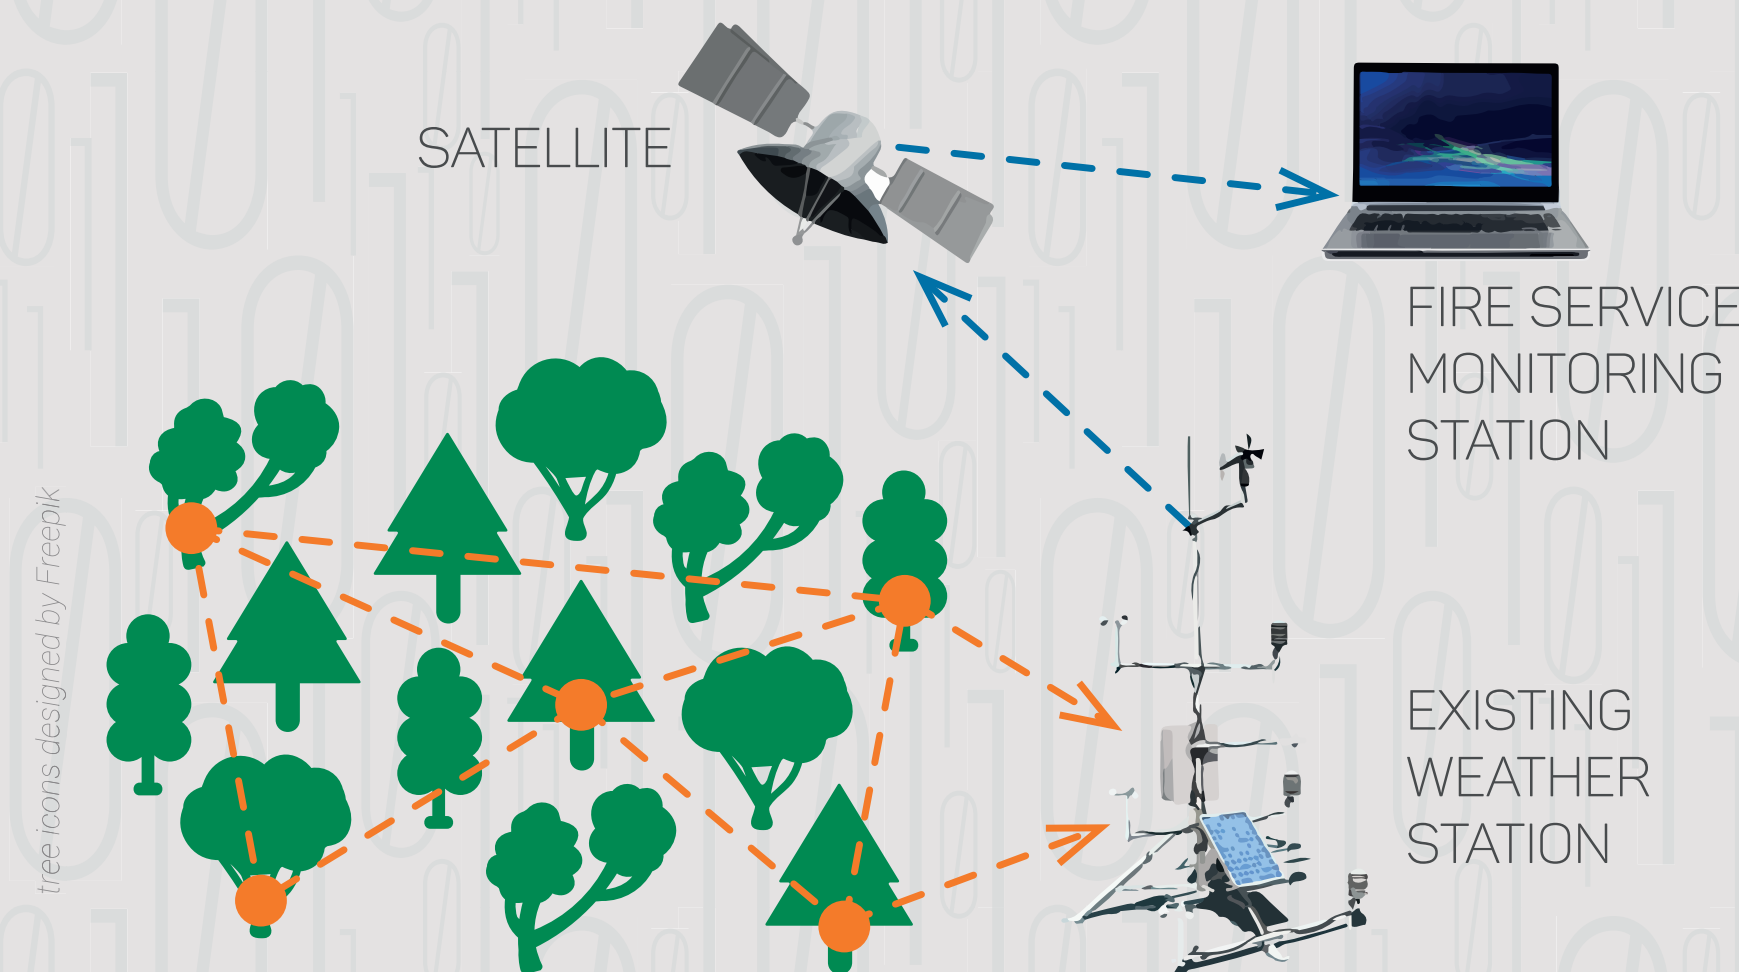 SATELLITE
FIRE SERVICE
MONITORING
STATION
EXISTING
WEATHER
STATION
tree icons designed by Freepik